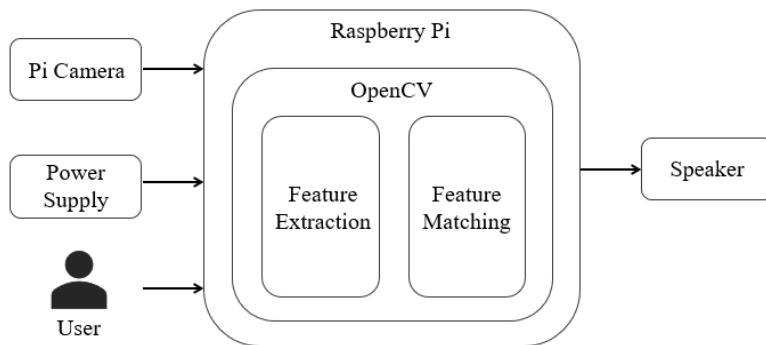 Raspberry Pi
Pi Camera
OpenCV
Power
Supply
Feature
Extraction
Feature
Matching
Speaker
User